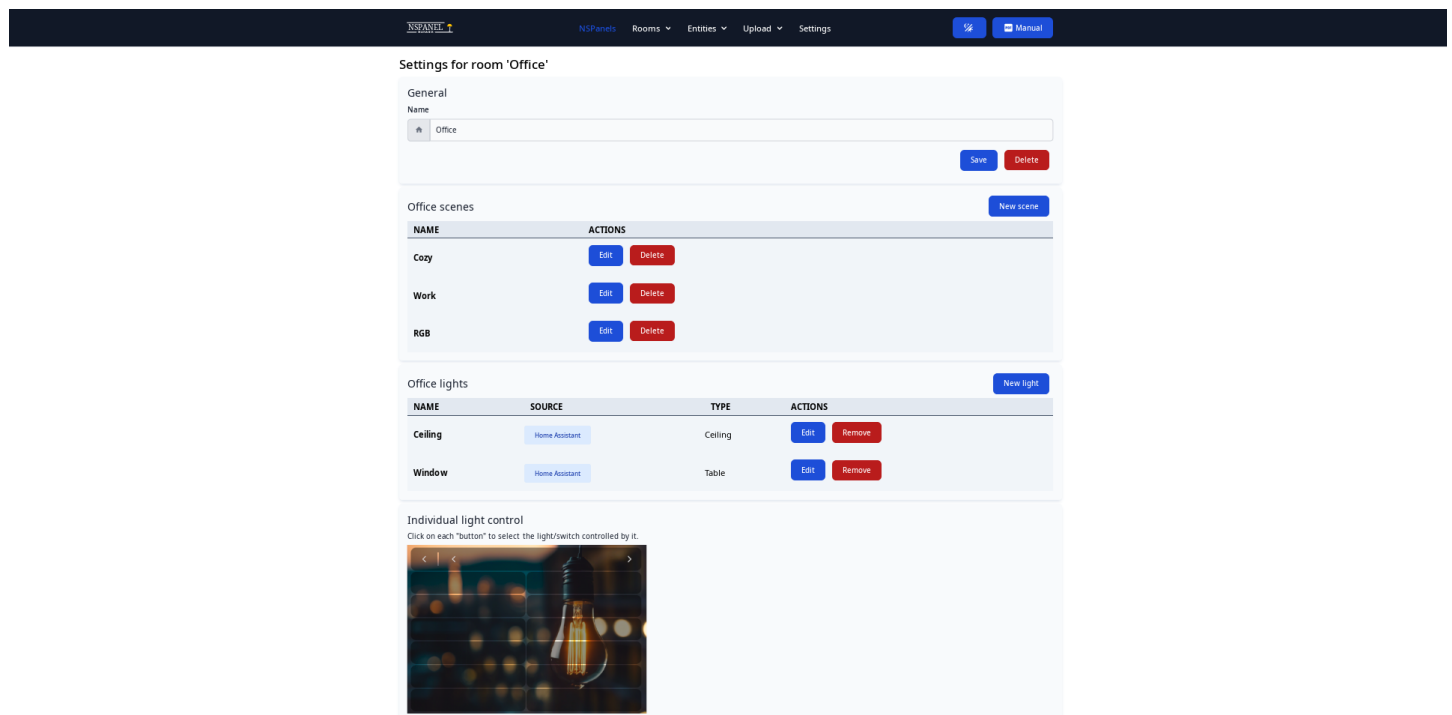 NSPANEL
NSPanels Rooms Entities Upload Settings Manual
Settings for room 'Office'
General
Name
Office
Save Delete
Office scenes New scene
NAME ACTIONS
Cozy Edit Delete
Work Edit Delete
RGB Edit Delete
Office lights New light
NAME SOURCE TYPE ACTIONS
Ceiling Home Assistant Ceiling Edit Remove
Window Home Assistant Table Edit Remove
Individual light control
Click on each "button" to select the light/switch controlled by it.